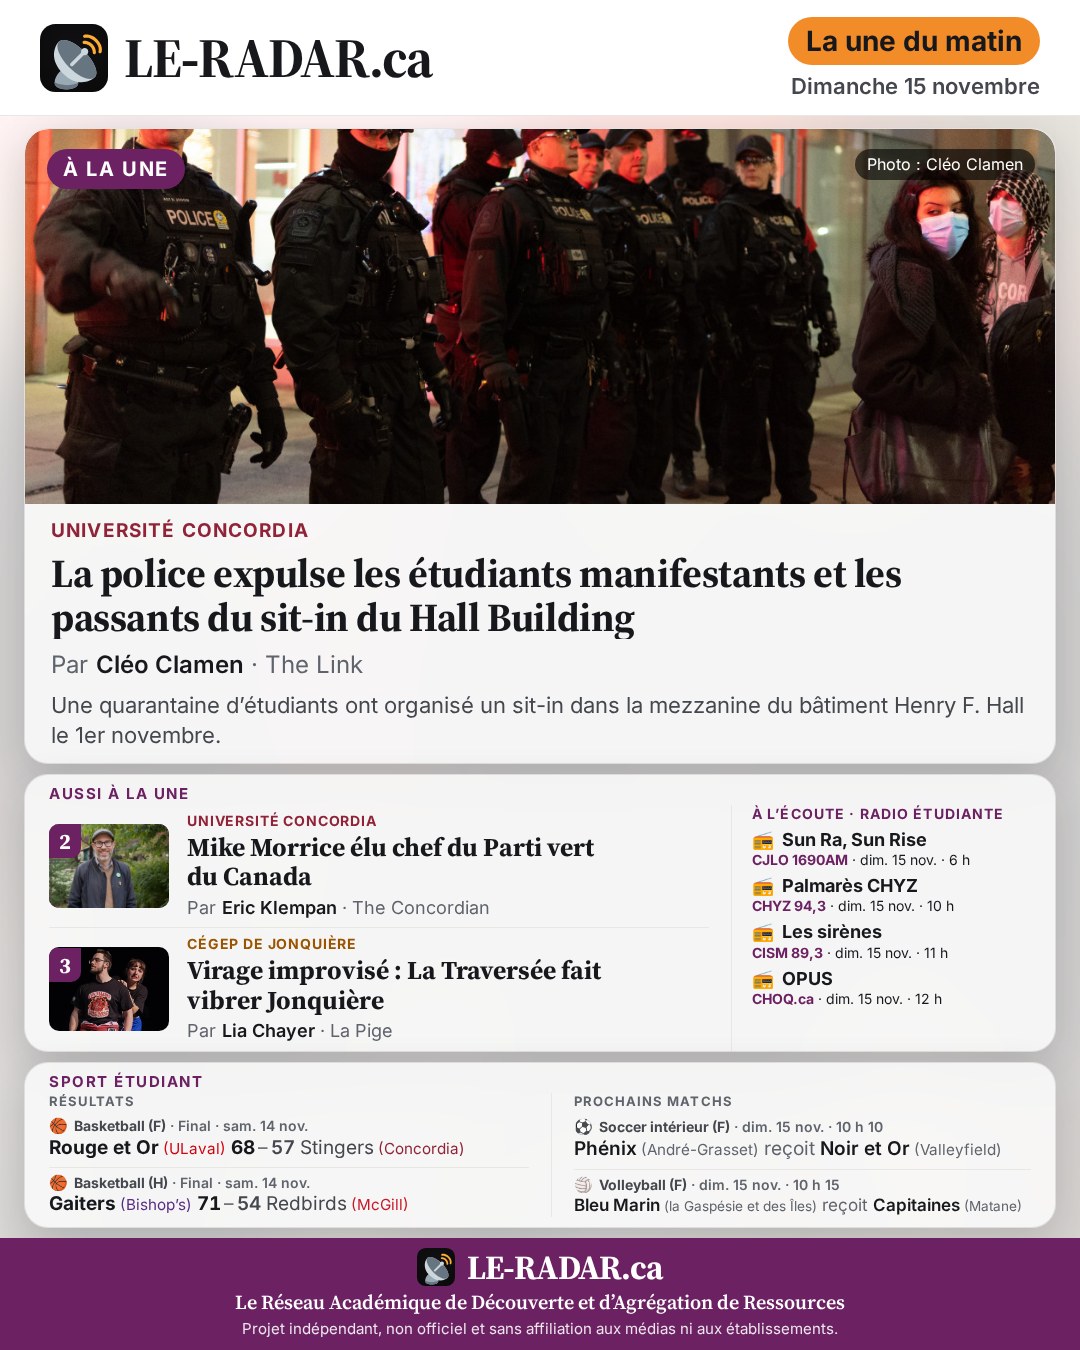 LE-RADAR.ca
La une du matin
Dimanche 15 novembre
À LA UNE
Photo : Cléo Clamen
POLICE
POLICE
POLICE
POLICE
POLICE
COR
UNIVERSITÉ CONCORDIA
La police expulse les étudiants manifestants et les
passants du sit-in du Hall Building
Par Cléo Clamen · The Link
Une quarantaine d’étudiants ont organisé un sit-in dans la mezzanine du bâtiment Henry F. Hall
le 1er novembre.
AUSSI À LA UNE
2
UNIVERSITÉ CONCORDIA
Mike Morrice élu chef du Parti vert
du Canada
Par Eric Klempan · The Concordian
3
CÉGEP DE JONQUIÈRE
Virage improvisé : La Traversée fait
vibrer Jonquière
Par Lia Chayer · La Pige
À L’ÉCOUTE · RADIO ÉTUDIANTE
Sun Ra, Sun Rise
CJLO 1690AM · dim. 15 nov. · 6 h
Palmarès CHYZ
CHYZ 94,3 · dim. 15 nov. · 10 h
Les sirènes
CISM 89,3 · dim. 15 nov. · 11 h
OPUS
CHOQ.ca · dim. 15 nov. · 12 h
SPORT ÉTUDIANT
RÉSULTATS
Basketball (F) · Final · sam. 14 nov.
Rouge et Or (ULaval) 68 – 57 Stingers (Concordia)
Basketball (H) · Final · sam. 14 nov.
Gaiters (Bishop’s) 71 – 54 Redbirds (McGill)
PROCHAINS MATCHS
Soccer intérieur (F) · dim. 15 nov. · 10 h 10
Phénix (André-Grasset) reçoit Noir et Or (Valleyfield)
Volleyball (F) · dim. 15 nov. · 10 h 15
Bleu Marin (la Gaspésie et des Îles) reçoit Capitaines (Matane)
LE-RADAR.ca
Le Réseau Académique de Découverte et d’Agrégation de Ressources
Projet indépendant, non officiel et sans affiliation aux médias ni aux établissements.